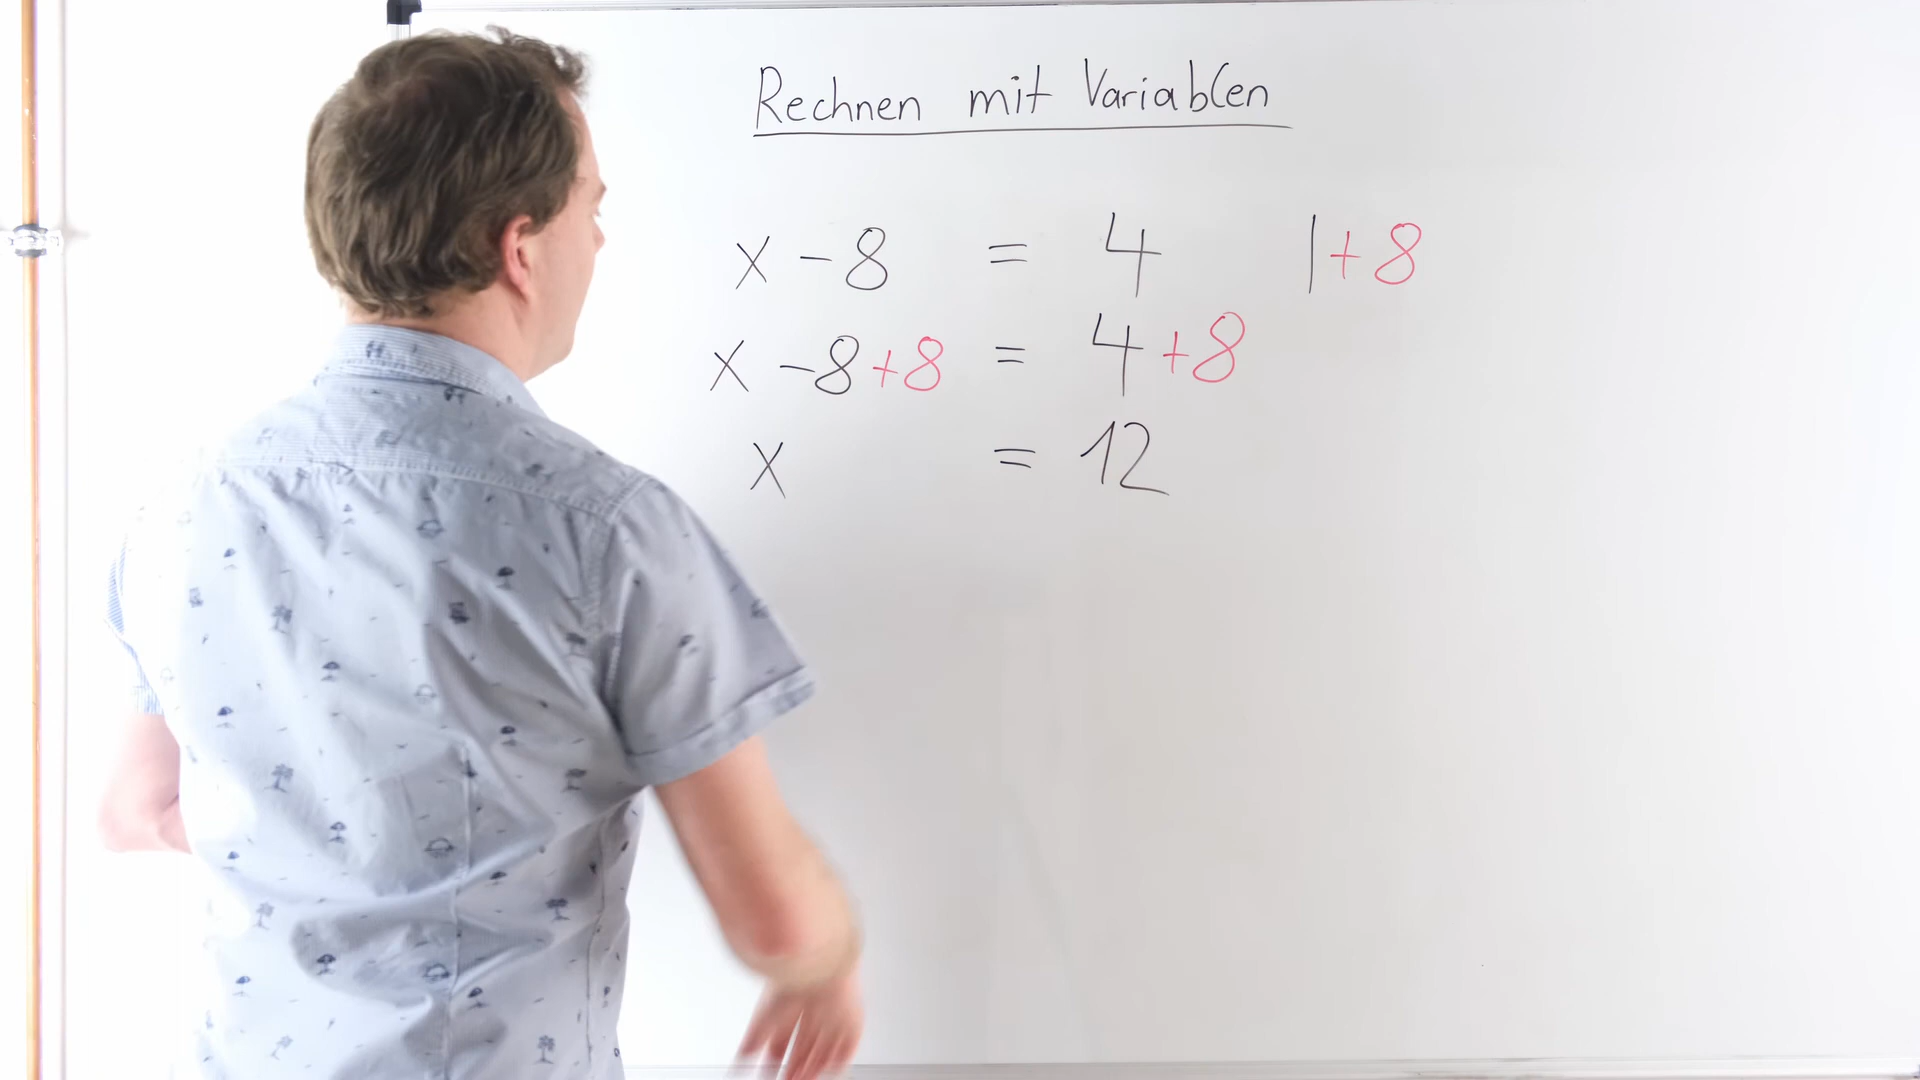 Rechnen mit Variablen
x - 8 = 4 | + 8
x - 8 + 8 = 4 + 8
x = 12